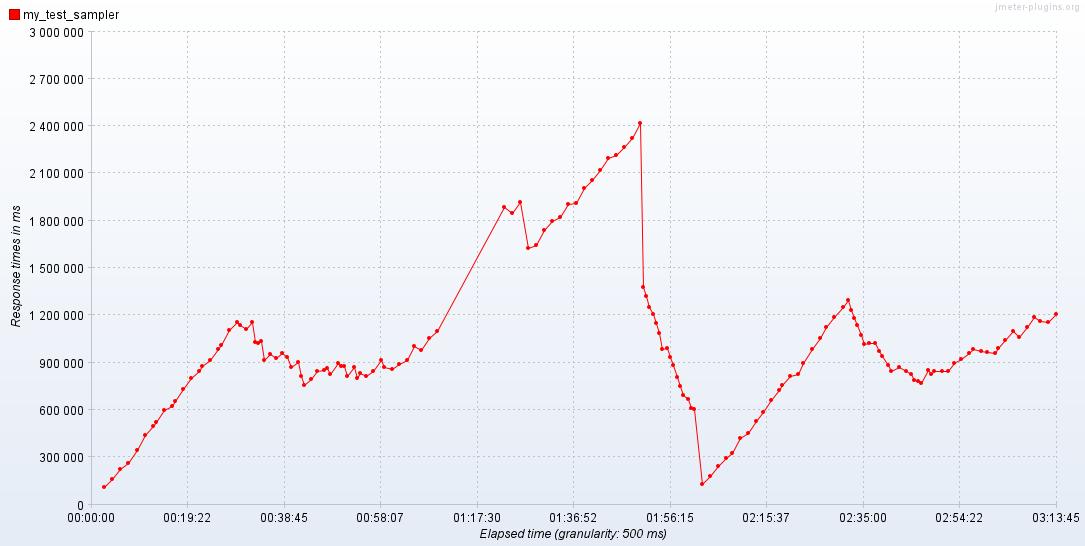 my_test_sampler
jmeter-plugins.org
3 000 000
2 700 000
2 400 000
2 100 000
1 800 000
1 500 000
1 200 000
900 000
600 000
300 000
0
Response times in ms
00:00:00 00:19:22 00:38:45 00:58:07 01:17:30 01:36:52 01:56:15 02:15:37 02:35:00 02:54:22 03:13:45
Elapsed time (granularity: 500 ms)